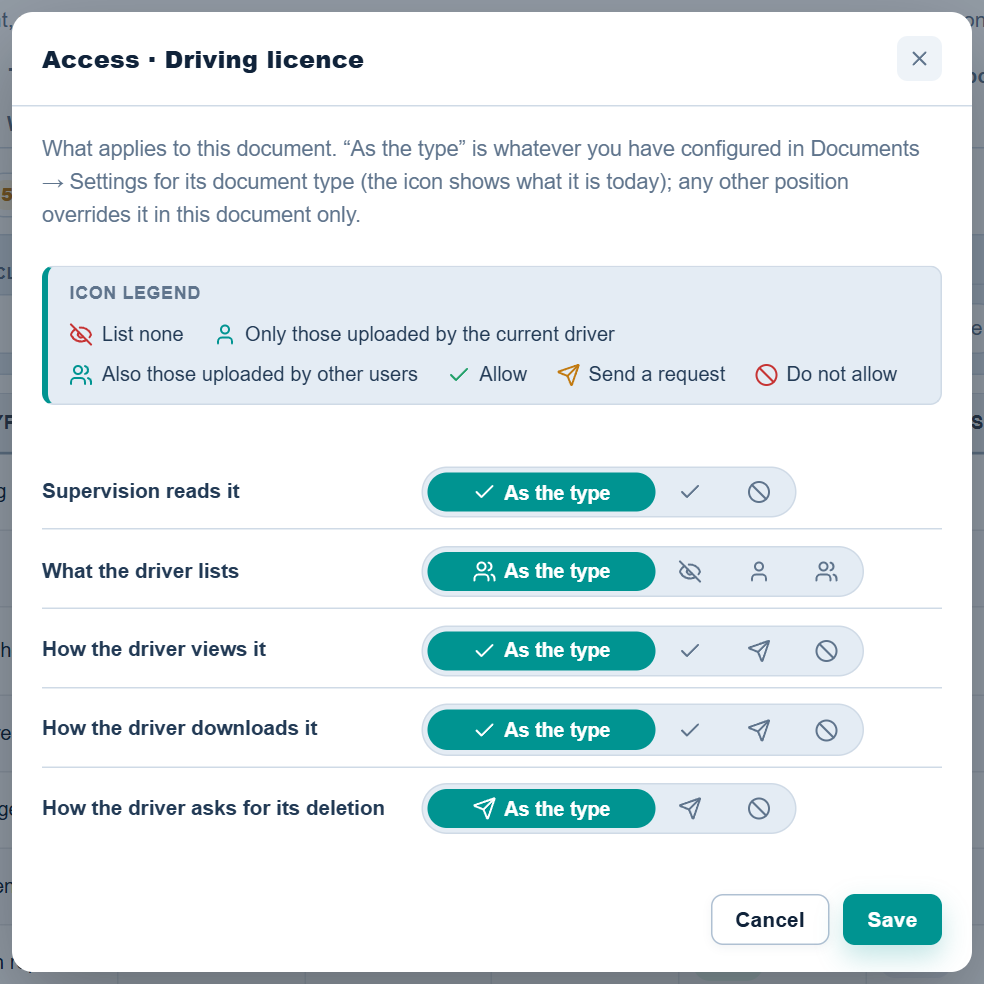 Access · Driving licence
What applies to this document. “As the type” is whatever you have configured in Documents
→ Settings for its document type (the icon shows what it is today); any other position
overrides it in this document only.
ICON LEGEND
List none Only those uploaded by the current driver
Also those uploaded by other users Allow Send a request Do not allow
Supervision reads it As the type
What the driver lists As the type
How the driver views it As the type
How the driver downloads it As the type
How the driver asks for its deletion As the type
Cancel Save